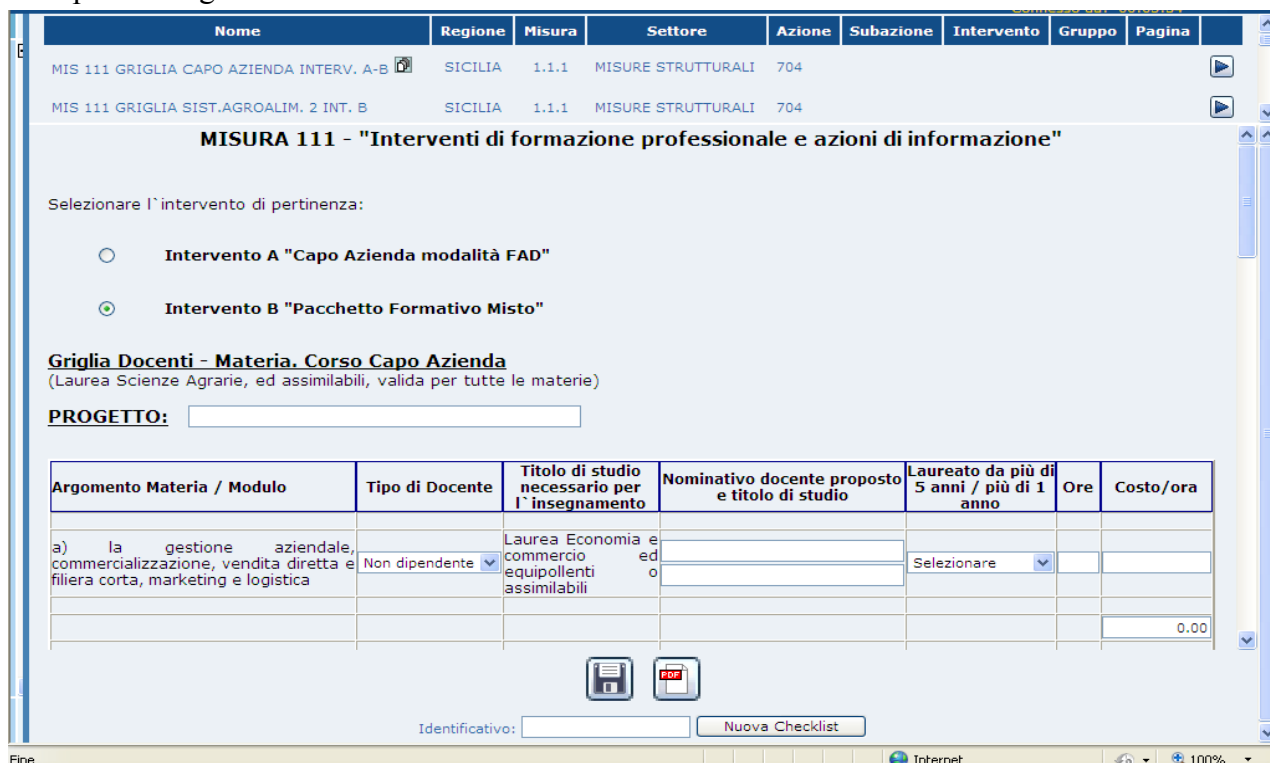 Nome Regione Misura Settore Azione Subazione Intervento Gruppo Pagina
MIS 111 GRIGLIA CAPO AZIENDA INTERV. A-B SICILIA 1.1.1 MISURE STRUTTURALI 704
MIS 111 GRIGLIA SIST.AGROALIM. 2 INT. B SICILIA 1.1.1 MISURE STRUTTURALI 704
MISURA 111 - "Interventi di formazione professionale e azioni di informazione"
Selezionare l`intervento di pertinenza:
Intervento A "Capo Azienda modalità FAD"
Intervento B "Pacchetto Formativo Misto"
Griglia Docenti - Materia. Corso Capo Azienda
(Laurea Scienze Agrarie, ed assimilabili, valida per tutte le materie)
PROGETTO:
Argomento Materia / Modulo
Tipo di Docente
Titolo di studio
necessario per
l`insegnamento
Nominativo docente proposto
e titolo di studio
Laureato da più di
5 anni / più di 1
anno
Ore
Costo/ora
a) la gestione aziendale,
commercializzazione, vendita diretta e
filiera corta, marketing e logistica
Non dipendente
Laurea Economia e
commercio ed
equipollenti o
assimilabili
Selezionare
0.00
PDF
Identificativo:
Nuova Checklist
Fine
Internet
100%